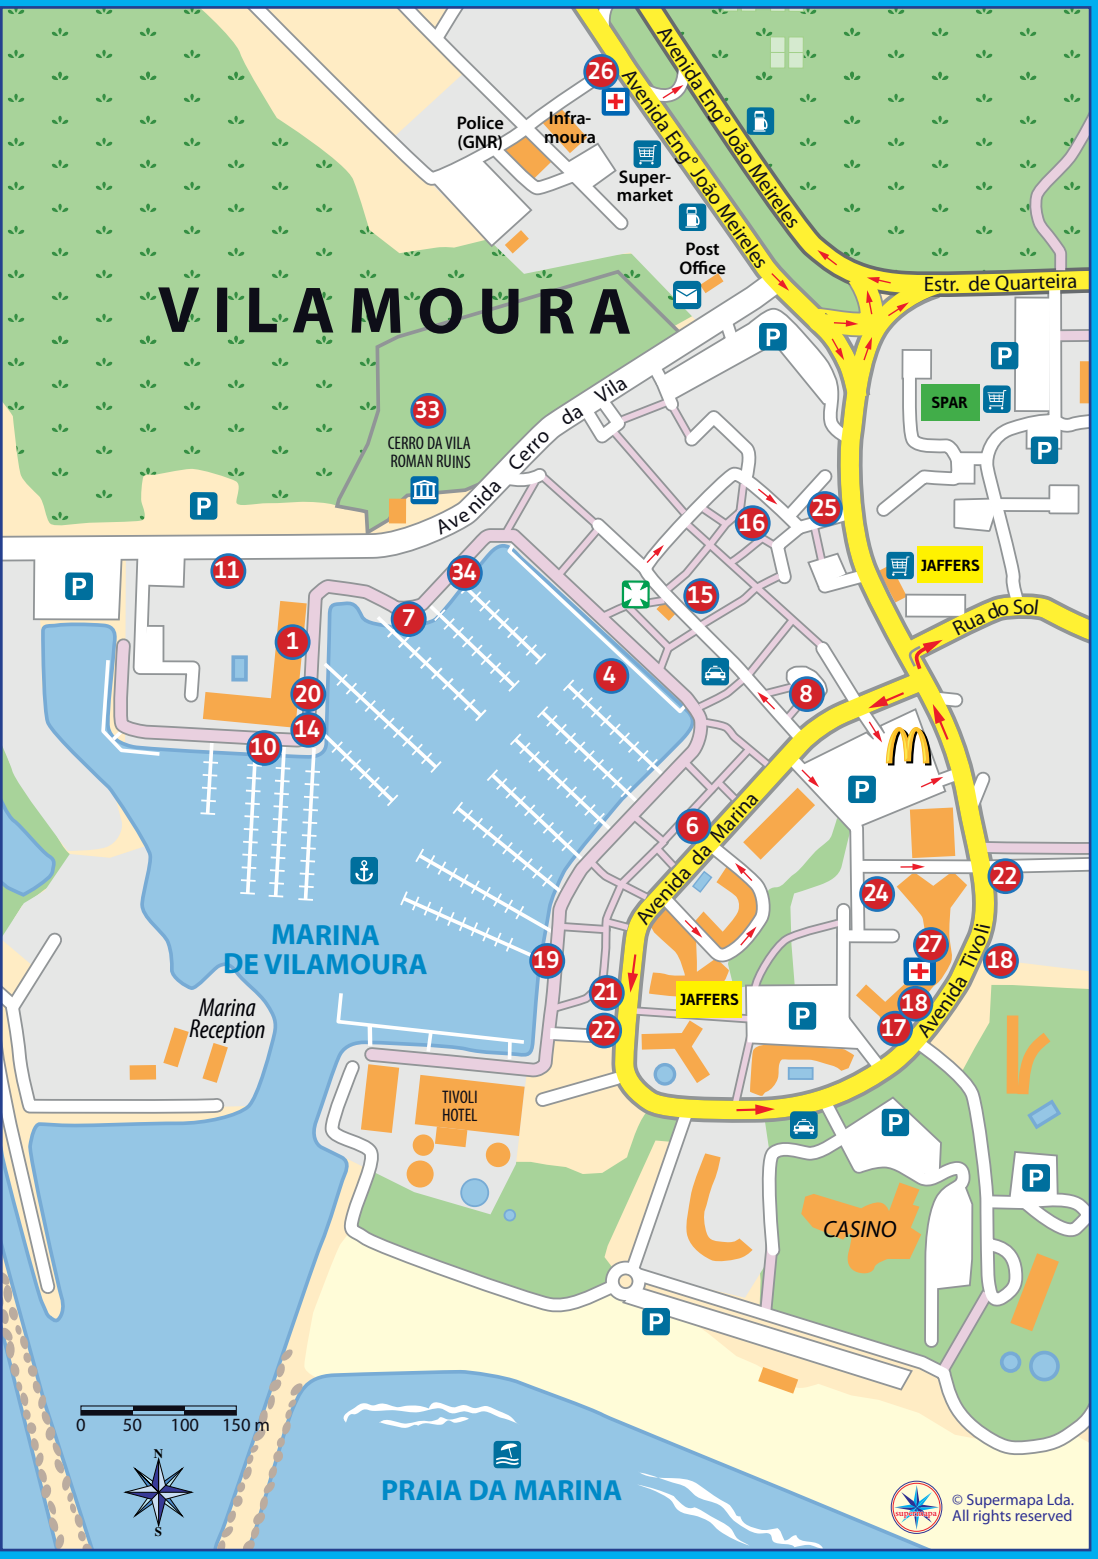 26
Avenida Eng° João Meireles
Avenida Eng° João Meireles
Police
(GNR)
Infra-
moura
Super-
market
Post
Office
Estr. de Quarteira
VILAMOURA
P
P
SPAR
33
CERRO DA VILA
ROMAN RUINS
Avenida Cerro da Vila
P
P
16
25
11
34
P
JAFFERS
15
7
Rua do Sol
1
4
20
8
14
10
P
6
Avenida da Marina
22
24
MARINA
DE VILAMOURA
27
19
18
Avenida Tivoli
21
JAFFERS
18
Marina
Reception
P
17
22
TIVOLI
HOTEL
P
P
CASINO
P
0 50 100 150 m
N
S
PRAIA DA MARINA
supermapa
© Supermapa Lda.
All rights reserved